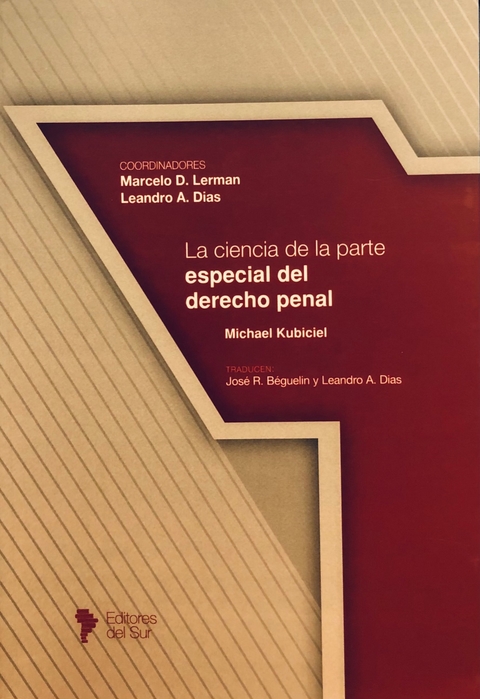 COORDINADORES
Marcelo D. Lerman
Leandro A. Dias
La ciencia de la parte
especial del
derecho penal
Michael Kubiciel
TRADUCEN:
José R. Béguelin y Leandro A. Dias
Editores
del Sur